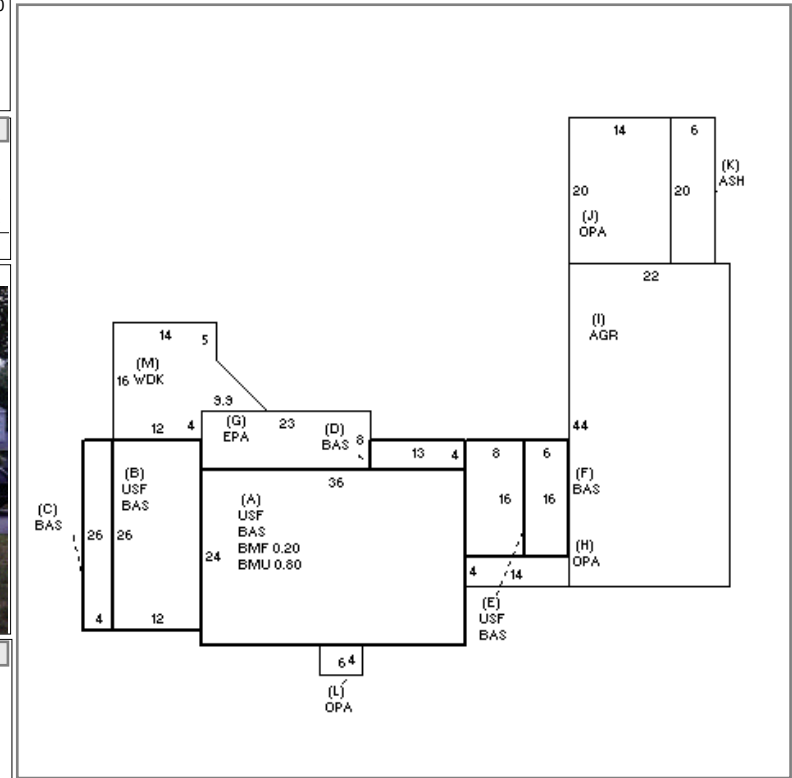 14
6
(K)
ASH
20
20
(J)
OPA
22
(I)
AGR
14
5
(M)
16 WDK
9.9
12
4
(G)
EPA
23
(D)
BAS
8
13
4
8
6
44
(B)
USF
BAS
(C)
BAS
26
26
36
(A)
USF
BAS
BMF 0.20
BMU 0.80
24
16
16
(F)
BAS
(H)
OPA
4
14
4
12
(E)
USF
BAS
6
4
(L)
OPA